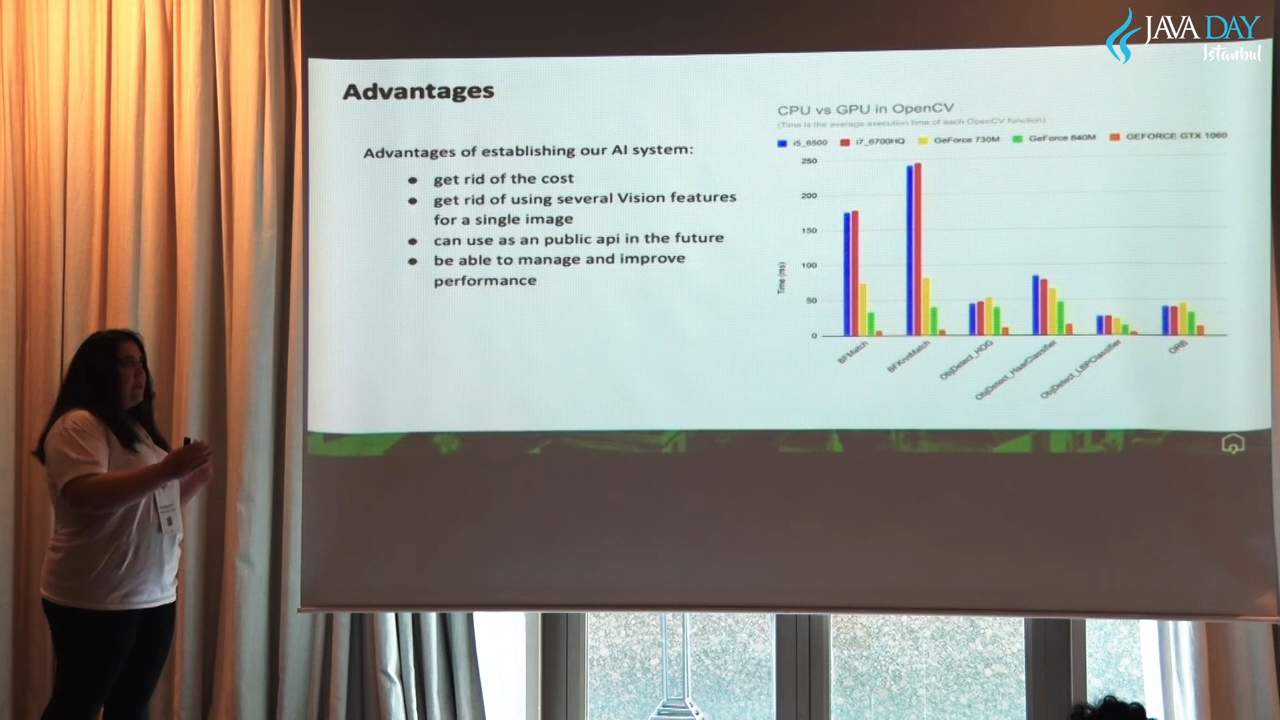 JAVA DAY
Istanbul
Advantages
Advantages of establishing our AI system:
● get rid of the cost
● get rid of using several Vision features
for a single image
● can use as an public api in the future
● be able to manage and improve
performance
CPU vs GPU in OpenCV
(Time is the average execution time of each OpenCV function)
i5_6500 i7_6700HQ GeForce 730M GeForce 840M GEFORCE GTX 1060
Time (ms)
250
200
150
100
50
0
BFMatch
BFKnnMatch
ObjDetect_HOG
ObjDetect_HaarClassifier
ObjDetect_LBPClassifier
ORB